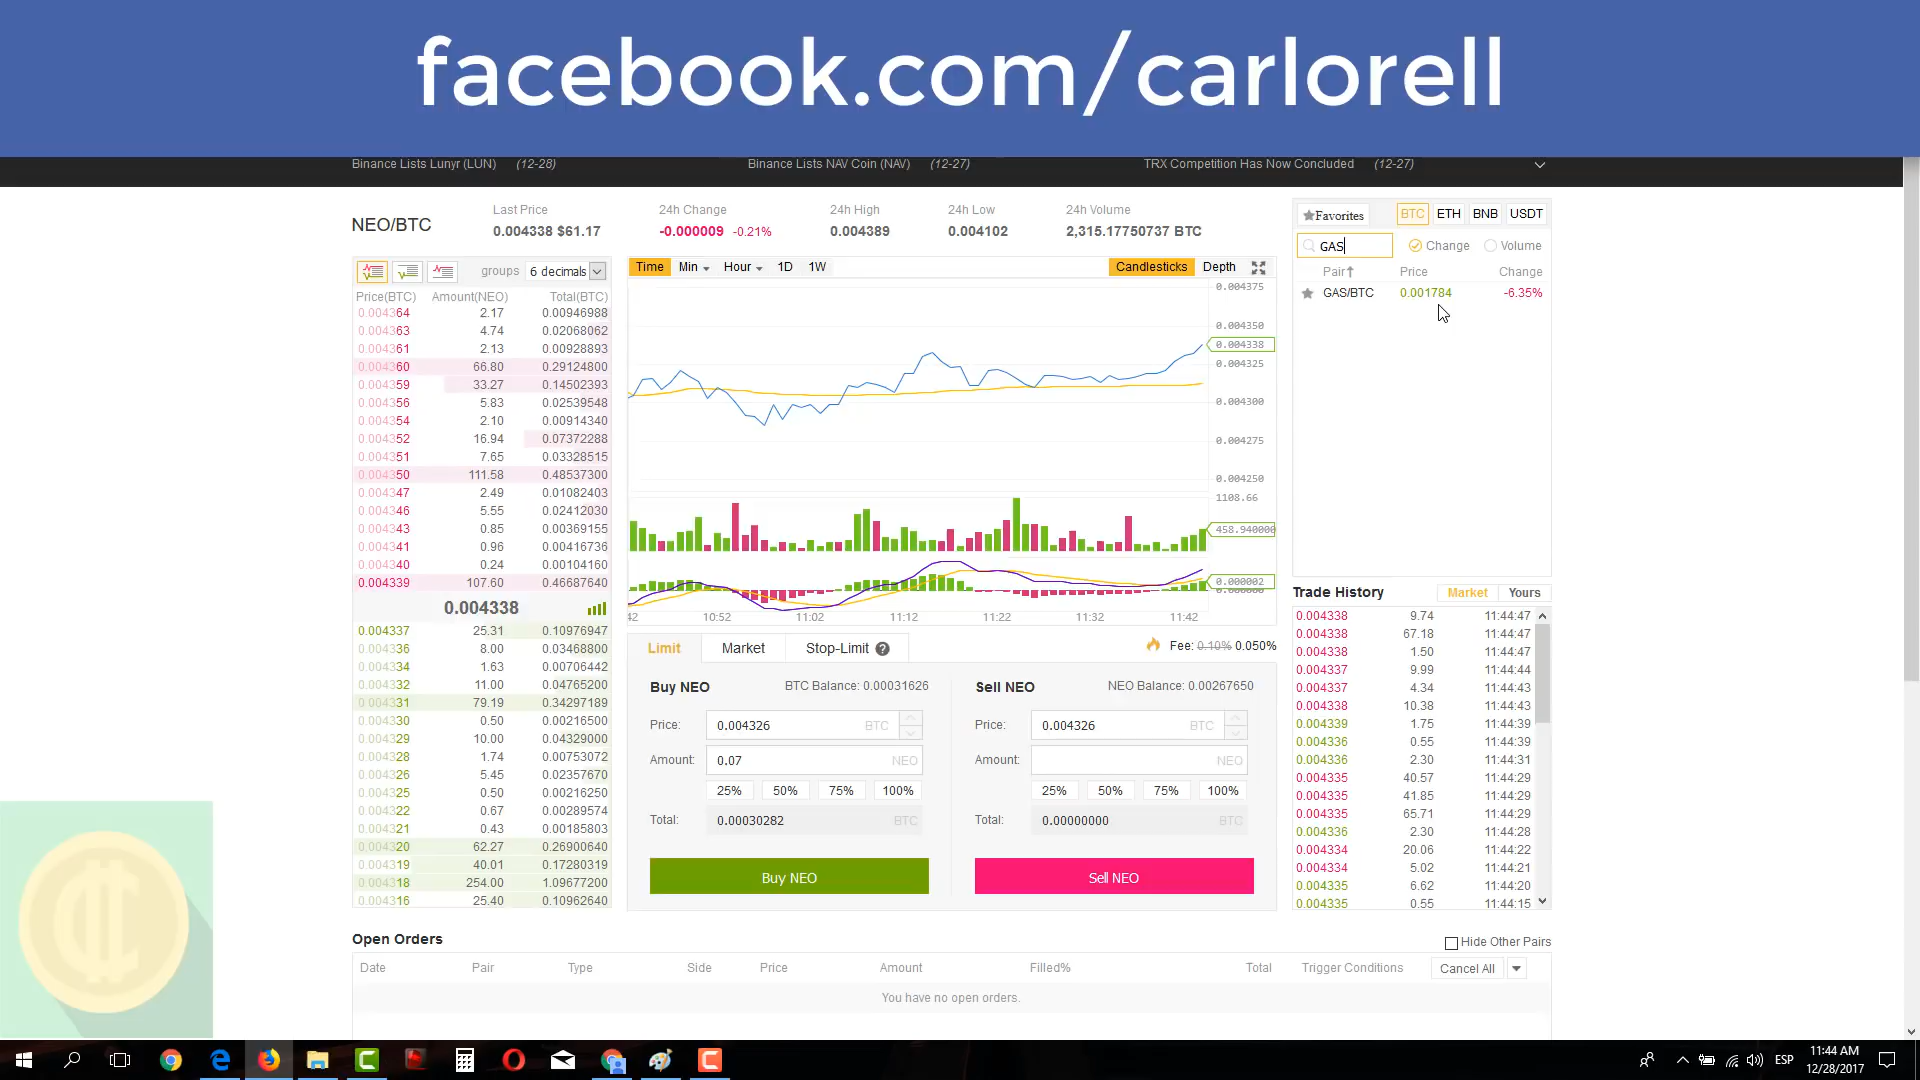 facebook.com/carlorell
Binance Lists Lunyr (LUN) (12-28) Binance Lists NAV Coin (NAV) (12-27) TRX Competition Has Now Concluded (12-27)
NEO/BTC
Last Price 24h Change 24h High 24h Low 24h Volume
0.004338 $61.17 -0.000009 -0.21% 0.004389 0.004102 2,315.17750737 BTC
groups 6 decimals
Price(BTC) Amount(NEO) Total(BTC)
0.004364 2.17 0.00946988
0.004363 4.74 0.02068062
0.004361 2.13 0.00928893
0.004360 66.80 0.29124800
0.004359 33.27 0.14502393
0.004356 5.83 0.02539548
0.004354 2.10 0.00914340
0.004352 16.94 0.07372288
0.004351 7.65 0.03328515
0.004350 111.58 0.48537300
0.004347 2.49 0.01082403
0.004346 5.55 0.02412030
0.004343 0.85 0.00369155
0.004341 0.96 0.00416736
0.004340 0.24 0.00104160
0.004339 107.60 0.46687640
0.004338
0.004337 25.31 0.10976947
0.004336 8.00 0.03468800
0.004334 1.63 0.00706442
0.004332 11.00 0.04765200
0.004331 79.19 0.34297189
0.004330 0.50 0.00216500
0.004329 10.00 0.04329000
0.004328 1.74 0.00753072
0.004326 5.45 0.02357670
0.004325 0.50 0.00216250
0.004322 0.67 0.00289574
0.004321 0.43 0.00185803
0.004320 62.27 0.26900640
0.004319 40.01 0.17280319
0.004318 254.00 1.09677200
0.004316 25.40 0.10962640
Time Min Hour 1D 1W Candlesticks Depth
0.004375
0.004350
0.004338
0.004325
0.004300
0.004275
0.004250
1108.66
458.940000
0.000002
42 10:52 11:02 11:12 11:22 11:32 11:42
Limit Market Stop-Limit ? Fee: 0.10% 0.050%
Buy NEO BTC Balance: 0.00031626
Price: 0.004326 BTC
Amount: 0.07 NEO
25% 50% 75% 100%
Total: 0.00030282 BTC
Buy NEO
Sell NEO NEO Balance: 0.00267650
Price: 0.004326 BTC
Amount: NEO
25% 50% 75% 100%
Total: 0.00000000 BTC
Sell NEO
Favorites BTC ETH BNB USDT
GAS Change Volume
Pair Price Change
GAS/BTC 0.001784 -6.35%
Trade History Market Yours
0.004338 9.74 11:44:47
0.004338 67.18 11:44:47
0.004338 1.50 11:44:47
0.004337 9.99 11:44:44
0.004337 4.34 11:44:43
0.004338 10.38 11:44:43
0.004339 1.75 11:44:39
0.004336 0.55 11:44:39
0.004336 2.30 11:44:31
0.004335 40.57 11:44:29
0.004335 41.85 11:44:29
0.004335 65.71 11:44:29
0.004336 2.30 11:44:28
0.004334 20.06 11:44:22
0.004334 5.02 11:44:21
0.004335 6.62 11:44:20
0.004335 0.55 11:44:15
Open Orders Hide Other Pairs
Date Pair Type Side Price Amount Filled% Total Trigger Conditions Cancel All
You have no open orders.
ESP
11:44 AM
12/28/2017